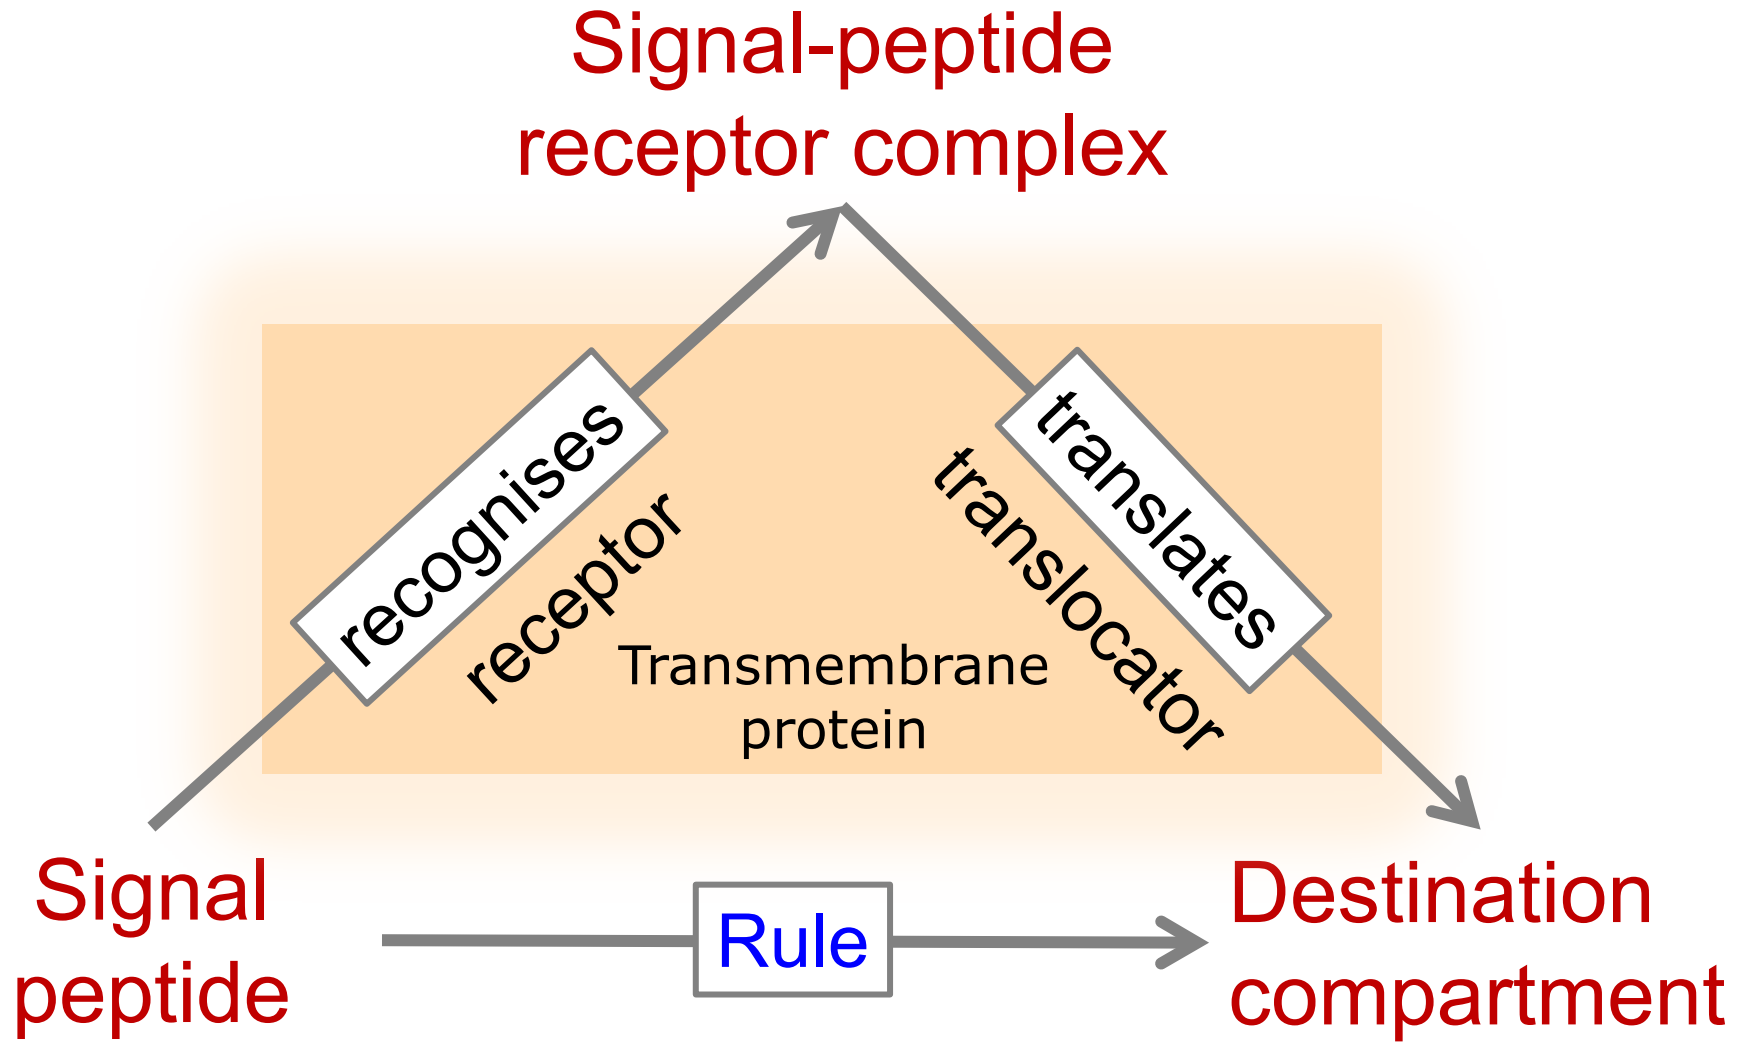 Signal-peptide
receptor complex
recognises
receptor
translates
translocator
Transmembrane
protein
Signal
peptide
Rule
Destination
compartment